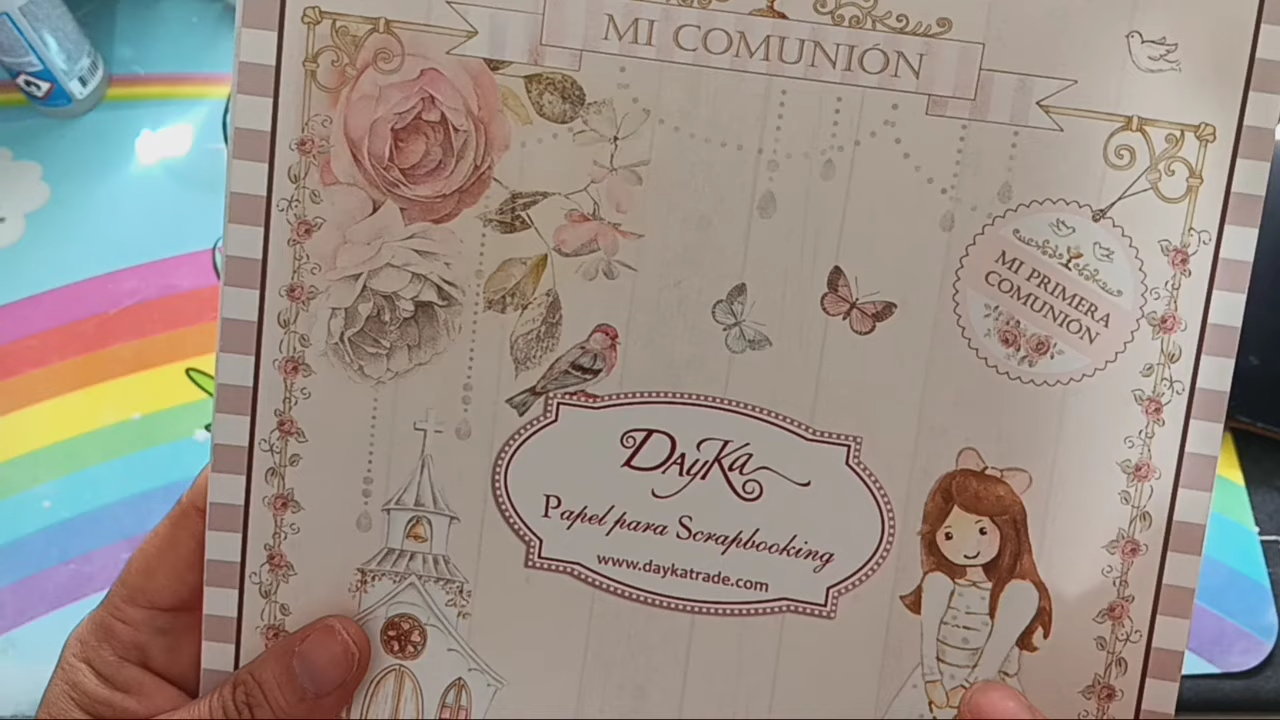 MI COMUNIÓN
MI PRIMERA
COMUNIÓN
DAYKA
Papel para Scrapbooking
www.daykatrade.com